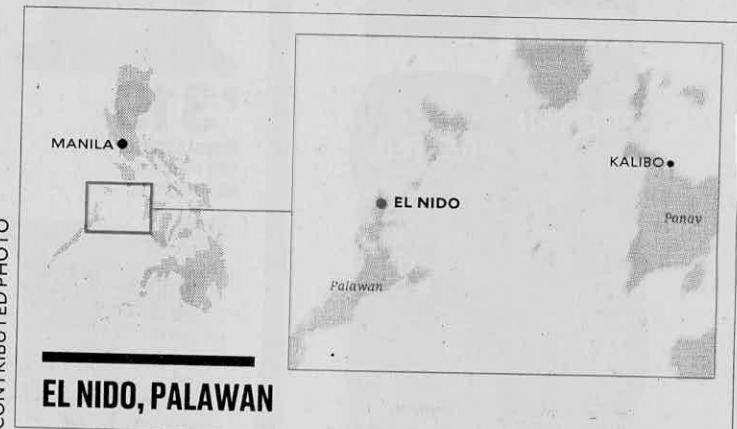 CONTRIBUTED PHOTO
MANILA
KALIBO
EL NIDO
Panay
Palawan
EL NIDO, PALAWAN